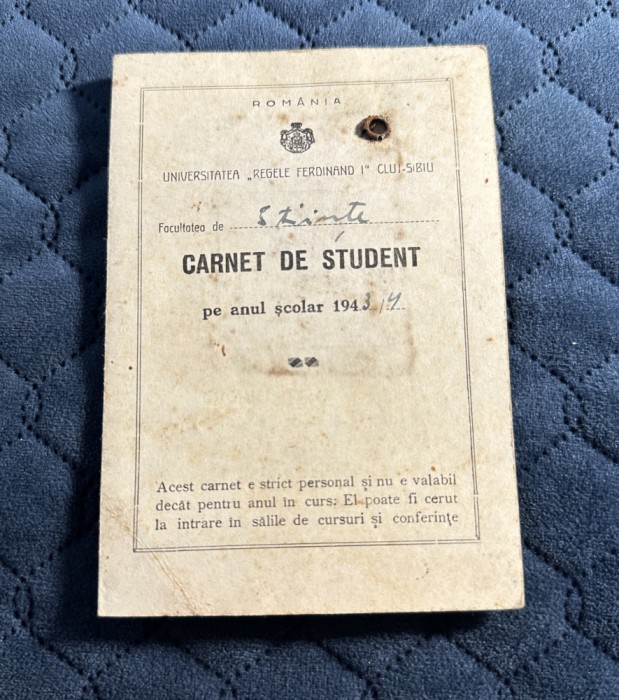 ROMÂNIA
UNIVERSITATEA „REGELE FERDINAND I" CLUJ-SIBIU
Facultatea de Științe
CARNET DE STUDENT
pe anul școlar 1943/4
Acest carnet e strict personal și nu e valabil
decât pentru anul în curs. El poate fi cerut
la intrare în sălile de cursuri și conferințe